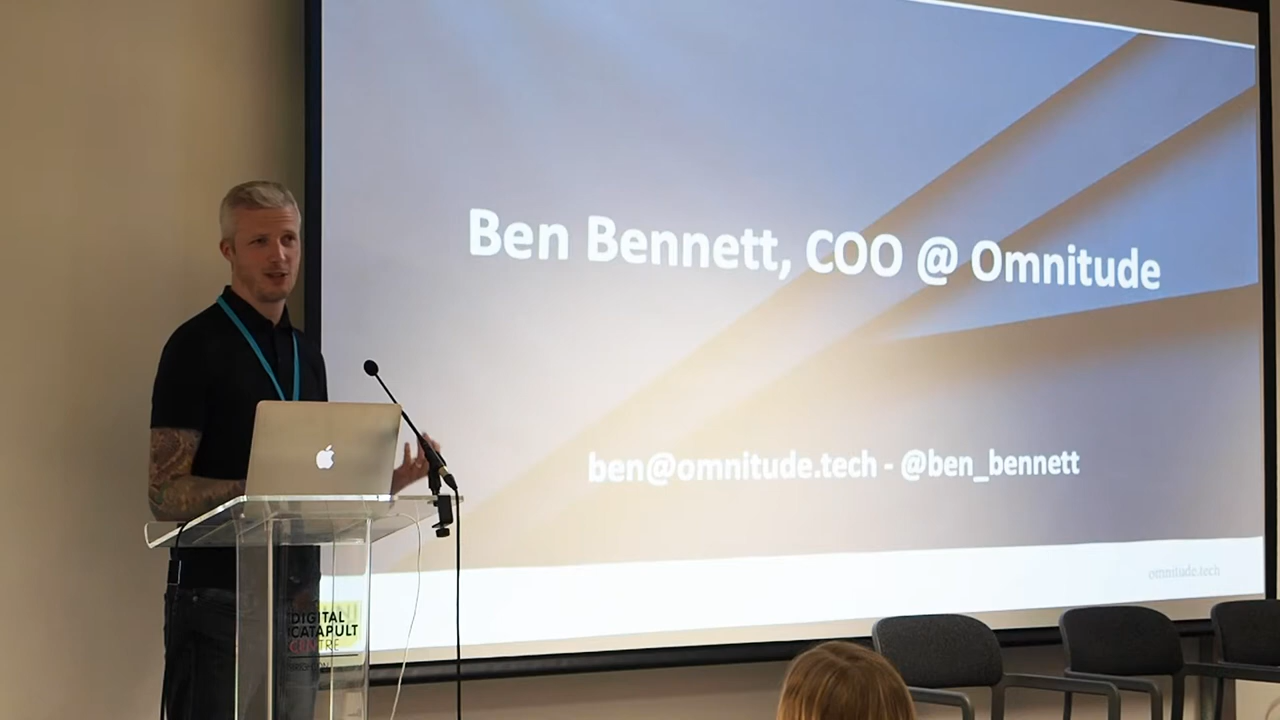 Ben Bennett, COO @ Omnitude
ben@omnitude.tech - @ben_bennett
omnitude.tech
DIGITAL
CATAPULT
CENTRE